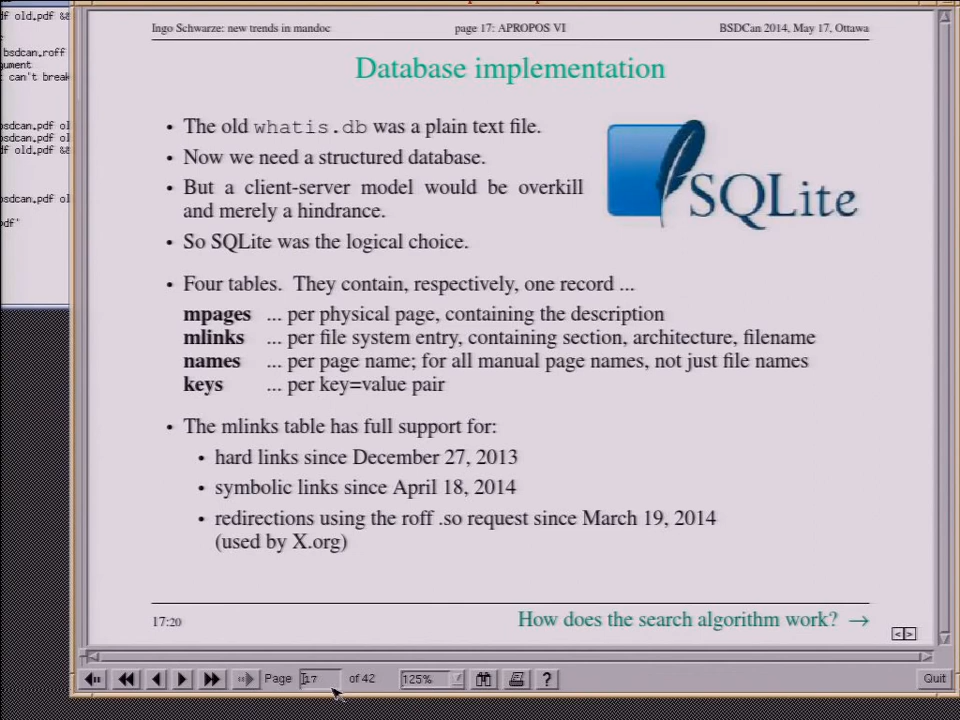 df old.pdf &&
bsdcan.roff
gument
t can't break
bsdcan.pdf ol
bsdcan.pdf ol
df old.pdf &&
bsdcan.pdf ol
pdf"
Ingo Schwarze: new trends in mandoc
page 17: APROPOS VI
BSDCan 2014, May 17, Ottawa
Database implementation
• The old whatis.db was a plain text file.
• Now we need a structured database.
• But a client-server model would be overkill
and merely a hindrance.
• So SQLite was the logical choice.
SQLite
• Four tables. They contain, respectively, one record ...
mpages ... per physical page, containing the description
mlinks ... per file system entry, containing section, architecture, filename
names ... per page name; for all manual page names, not just file names
keys ... per key=value pair
• The mlinks table has full support for:
• hard links since December 27, 2013
• symbolic links since April 18, 2014
• redirections using the roff .so request since March 19, 2014
(used by X.org)
17:20
How does the search algorithm work? →
Page 17 of 42 125% ? Quit